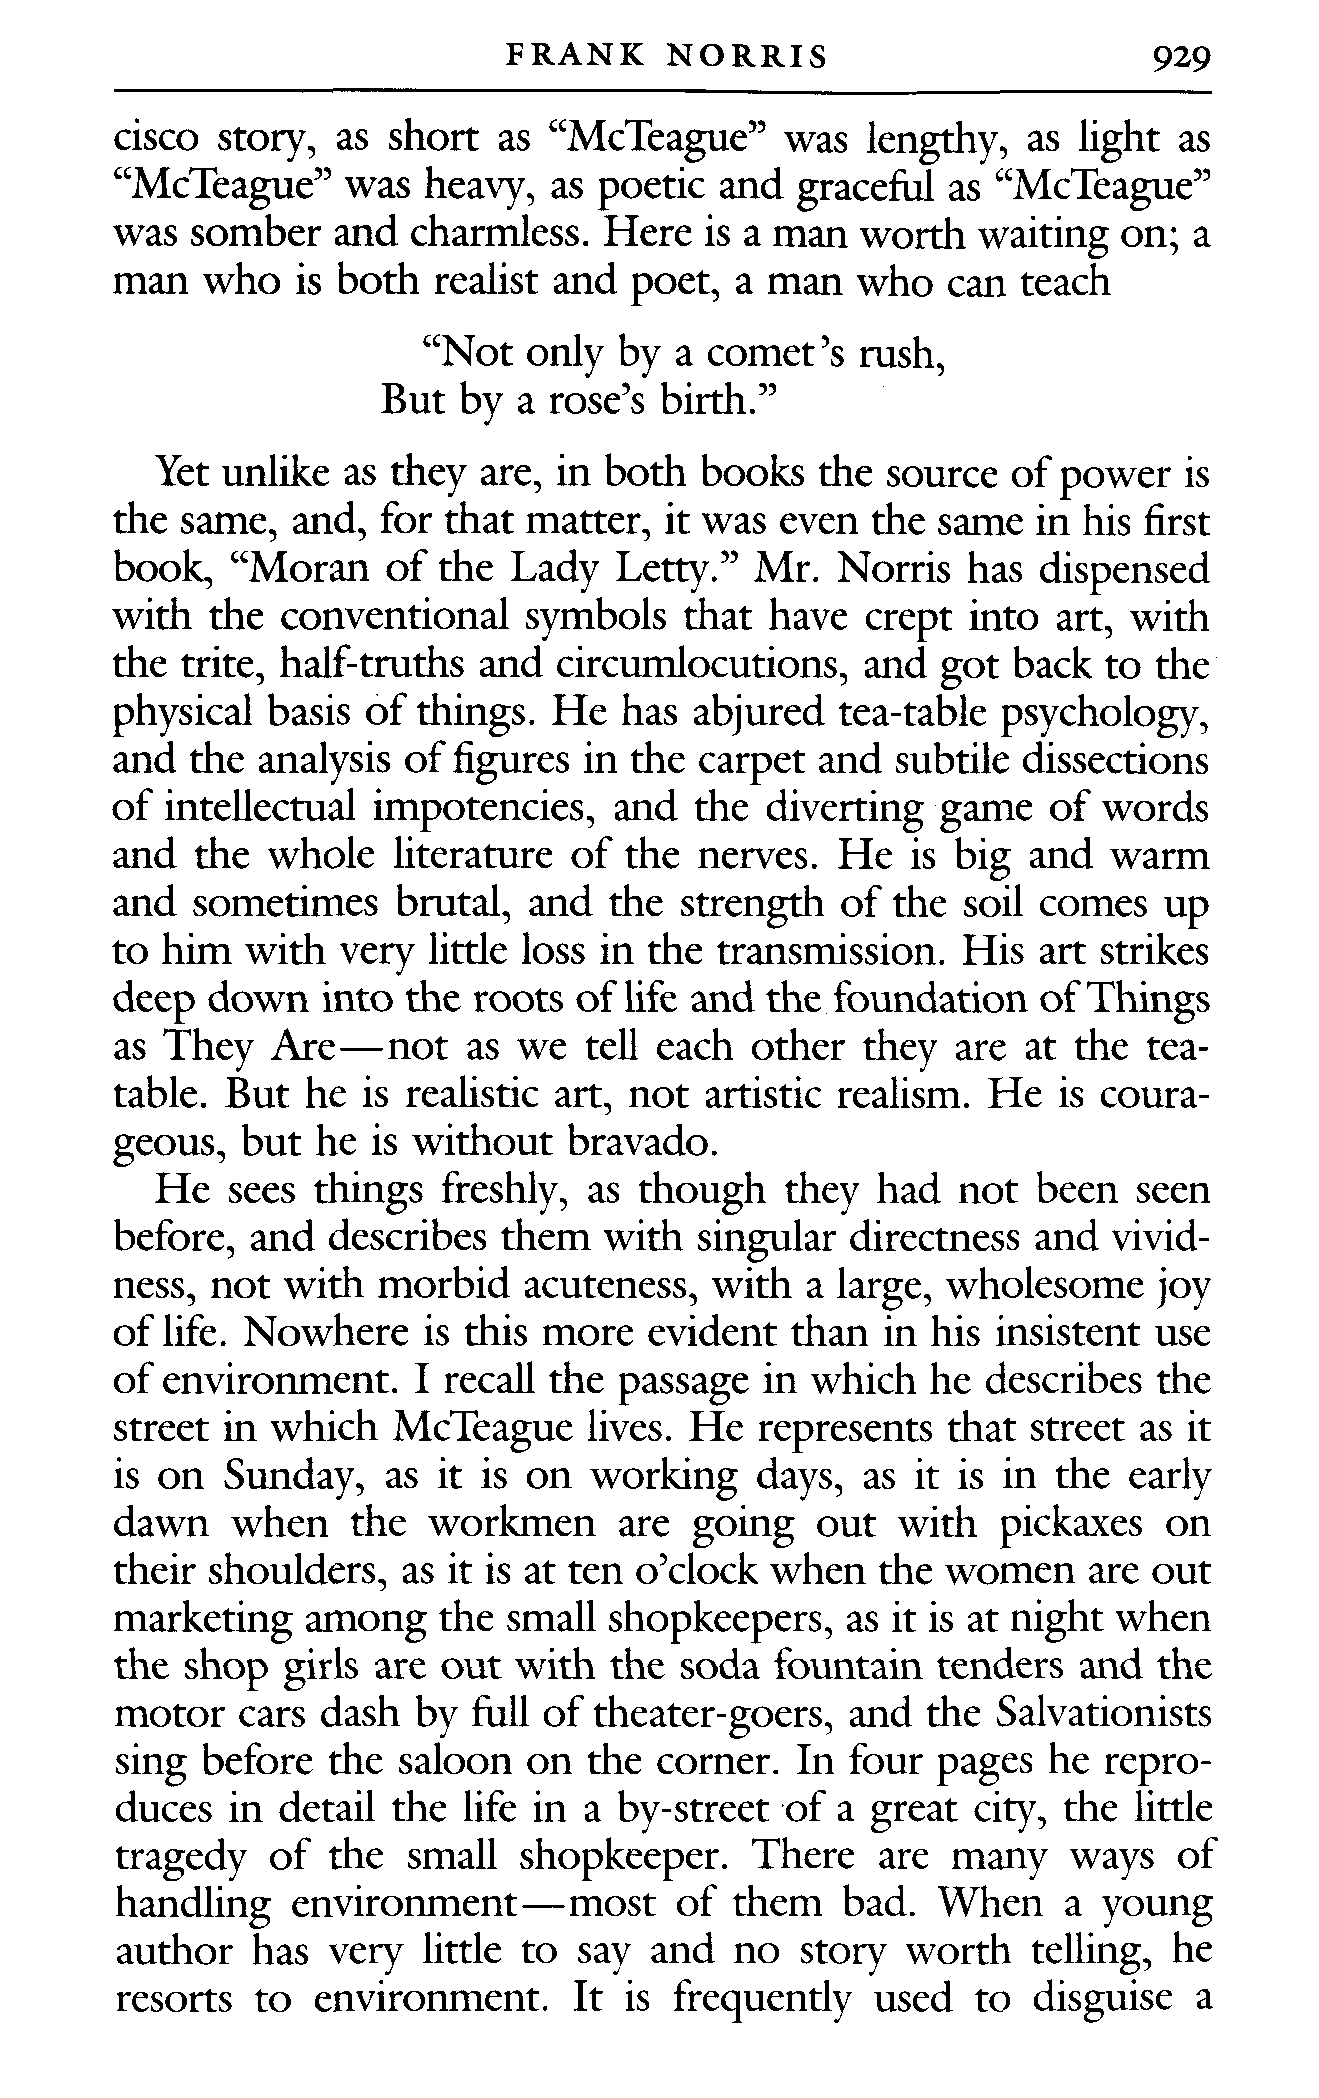 FRANK NORRIS 929
cisco story, as short as “McTeague” was lengthy, as light as
“McTeague” was heavy, as poetic and graceful as “McTeague”
was somber and charmless. Here is a man worth waiting on; a
man who is both realist and poet, a man who can teach
“Not only by a comet’s rush,
But by a rose’s birth.”
Yet unlike as they are, in both books the source of power is
the same, and, for that matter, it was even the same in his first
book, “Moran of the Lady Letty.” Mr. Norris has dispensed
with the conventional symbols that have crept into art, with
the trite, half-truths and circumlocutions, and got back to the
physical basis of things. He has abjured tea-table psychology,
and the analysis of figures in the carpet and subtile dissections
of intellectual impotencies, and the diverting game of words
and the whole literature of the nerves. He is big and warm
and sometimes brutal, and the strength of the soil comes up
to him with very little loss in the transmission. His art strikes
deep down into the roots of life and the foundation of Things
as They Are—not as we tell each other they are at the tea-
table. But he is realistic art, not artistic realism. He is coura-
geous, but he is without bravado.
He sees things freshly, as though they had not been seen
before, and describes them with singular directness and vivid-
ness, not with morbid acuteness, with a large, wholesome joy
of life. Nowhere is this more evident than in his insistent use
of environment. I recall the passage in which he describes the
street in which McTeague lives. He represents that street as it
is on Sunday, as it is on working days, as it is in the early
dawn when the workmen are going out with pickaxes on
their shoulders, as it is at ten o’clock when the women are out
marketing among the small shopkeepers, as it is at night when
the shop girls are out with the soda fountain tenders and the
motor cars dash by full of theater-goers, and the Salvationists
sing before the saloon on the corner. In four pages he repro-
duces in detail the life in a by-street of a great city, the little
tragedy of the small shopkeeper. There are many ways of
handling environment—most of them bad. When a young
author has very little to say and no story worth telling, he
resorts to environment. It is frequently used to disguise a